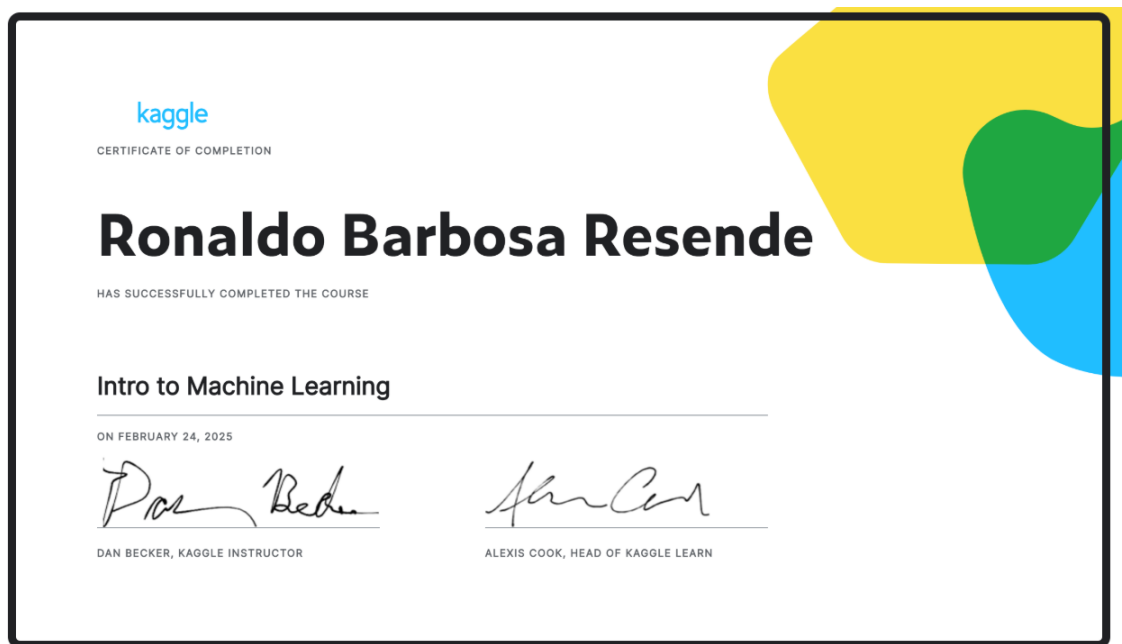 kaggle
CERTIFICATE OF COMPLETION
Ronaldo Barbosa Resende
HAS SUCCESSFULLY COMPLETED THE COURSE
Intro to Machine Learning
ON FEBRUARY 24, 2025
DAN BECKER, KAGGLE INSTRUCTOR
ALEXIS COOK, HEAD OF KAGGLE LEARN